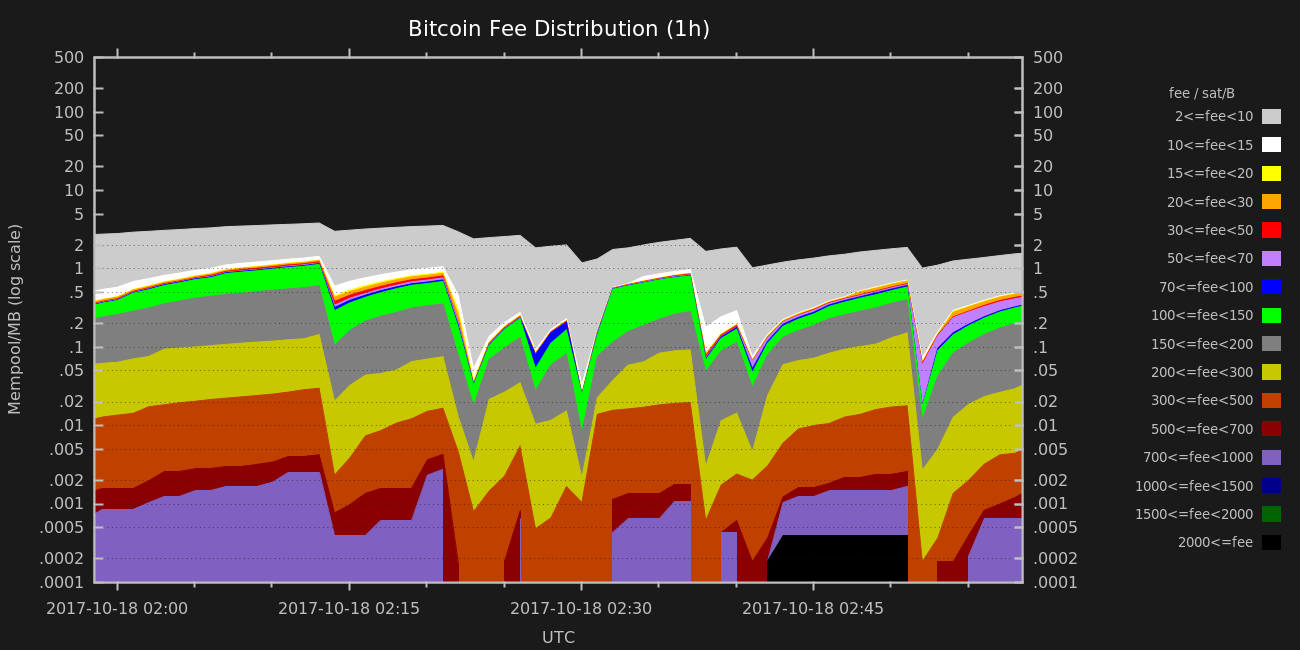 Bitcoin Fee Distribution (1h)
Mempool/MB (log scale)
500
200
100
50
20
10
5
2
1
.5
.2
.1
.05
.02
.01
.005
.002
.001
.0005
.0002
.0001
500
200
100
50
20
10
5
2
1
.5
.2
.1
.05
.02
.01
.005
.002
.001
.0005
.0002
.0001
2017-10-18 02:00
2017-10-18 02:15
2017-10-18 02:30
2017-10-18 02:45
UTC
fee / sat/B
2<=fee<10
10<=fee<15
15<=fee<20
20<=fee<30
30<=fee<50
50<=fee<70
70<=fee<100
100<=fee<150
150<=fee<200
200<=fee<300
300<=fee<500
500<=fee<700
700<=fee<1000
1000<=fee<1500
1500<=fee<2000
2000<=fee